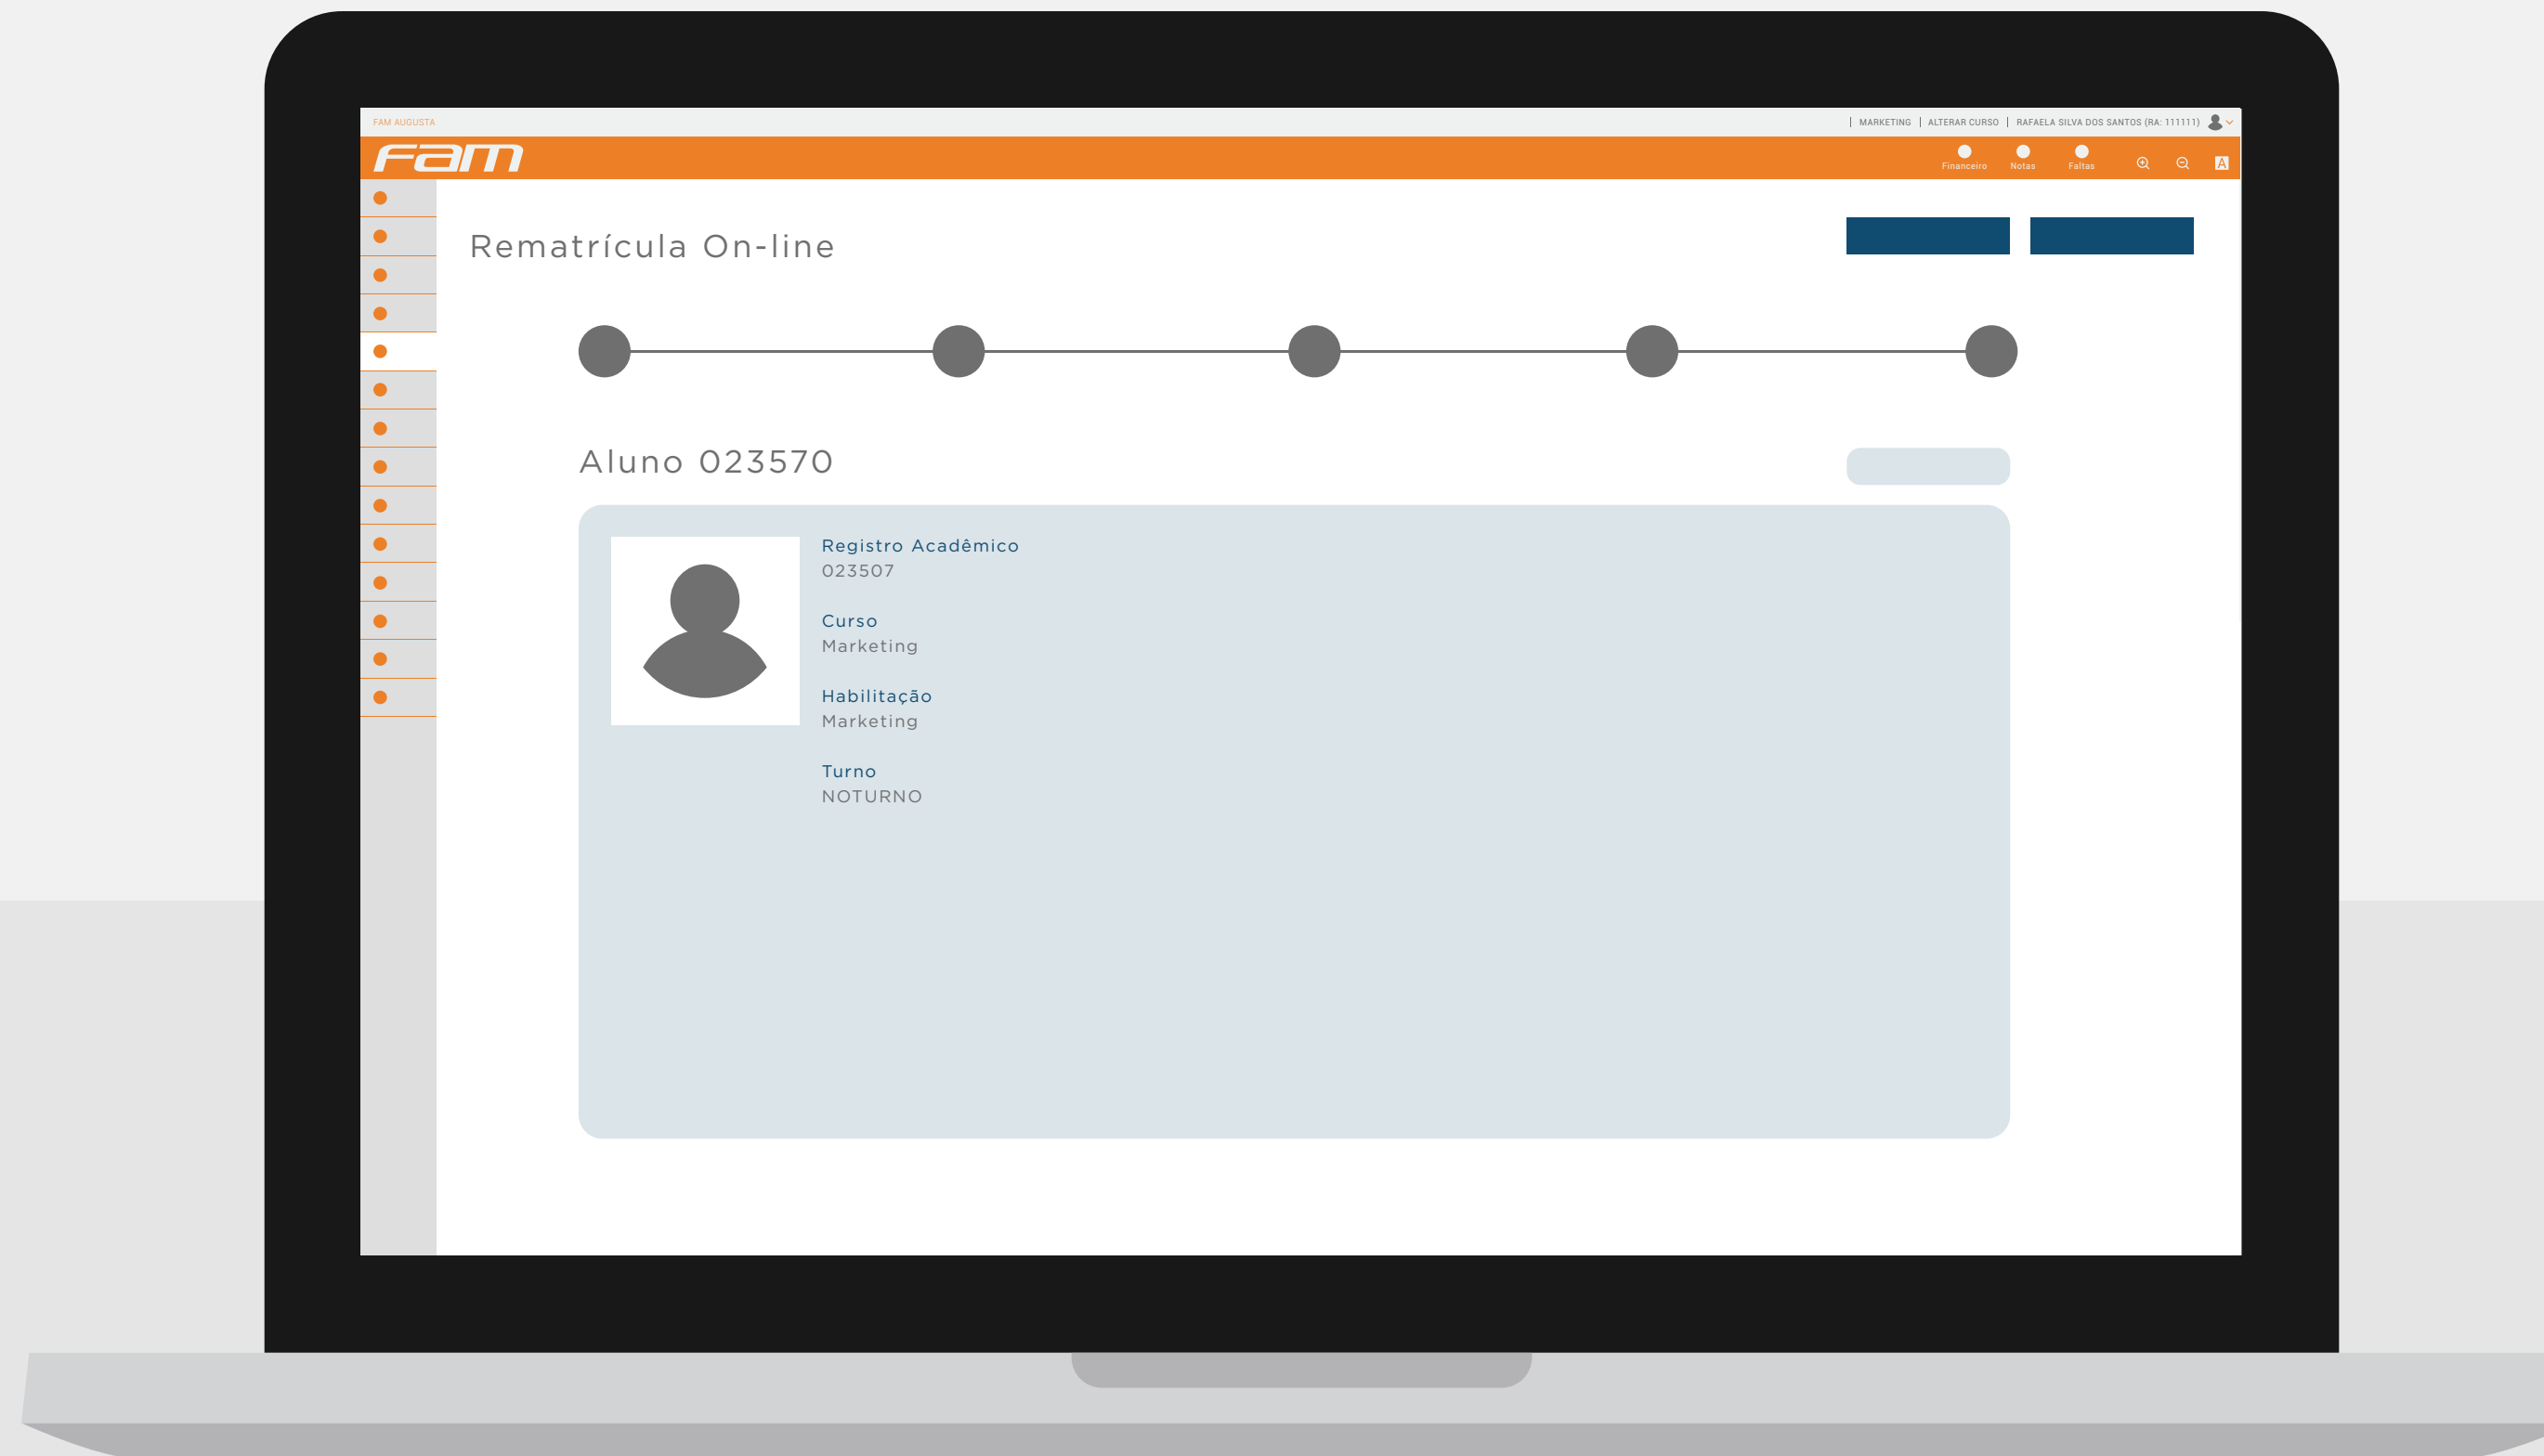 FAM AUGUSTA
MARKETING | ALTERAR CURSO | RAFAELA SILVA DOS SANTOS (RA: 111111)
Fam
Financeiro Notas Faltas A
Rematrícula On-line
Aluno 023570
Registro Acadêmico
023507
Curso
Marketing
Habilitação
Marketing
Turno
NOTURNO